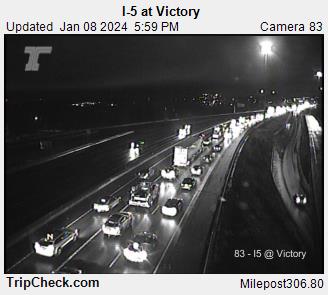 I-5 at Victory
Updated Jan 08 2024 5:59 PM Camera 83
T
N
83 - I5 @ Victory
TripCheck.com Milepost306.80